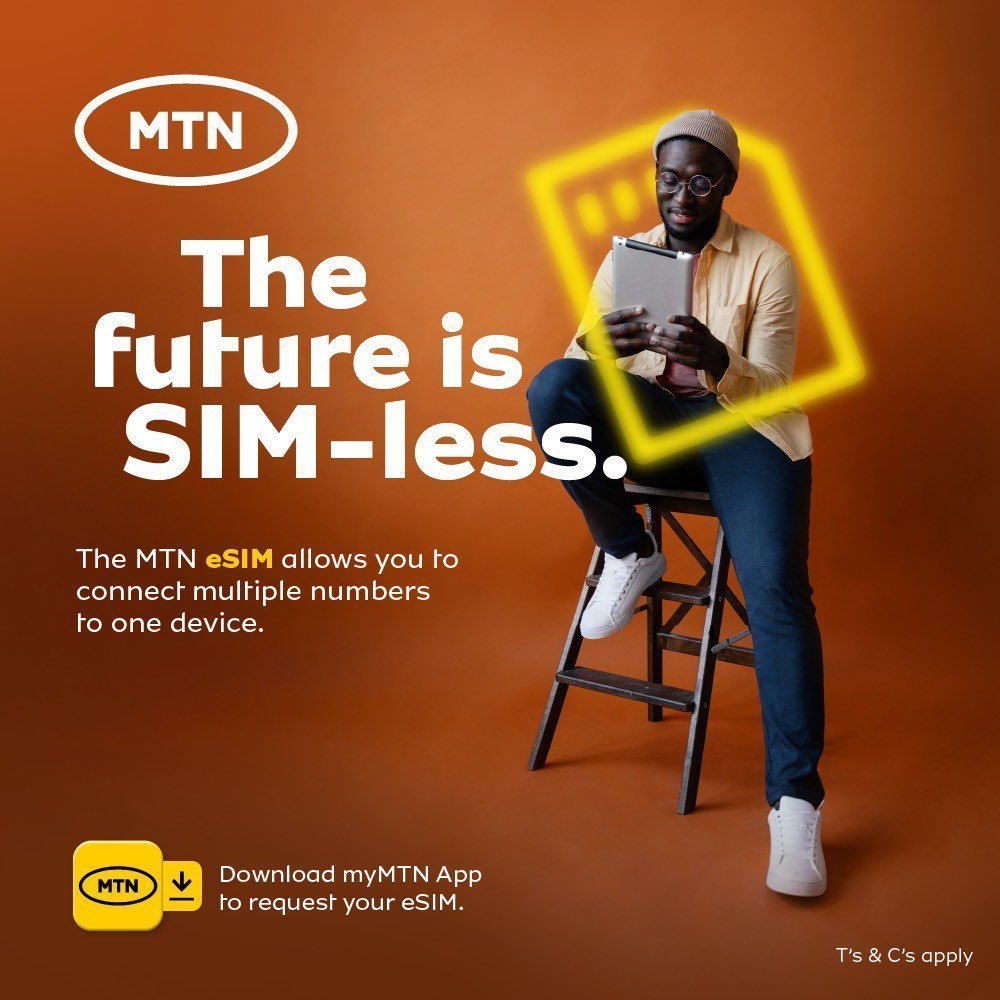 MTN
The
future is
SIM-less.
The MTN eSIM allows you to
connect multiple numbers
to one device.
MTN
Download myMTN App
to request your eSIM.
T's & C's apply